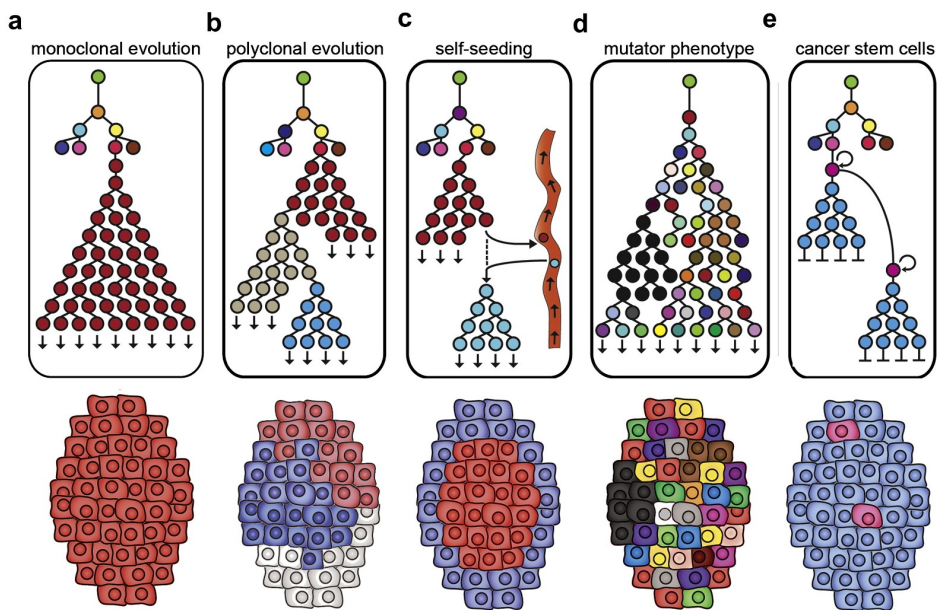 a b c d e
monoclonal evolution polyclonal evolution self-seeding mutator phenotype cancer stem cells